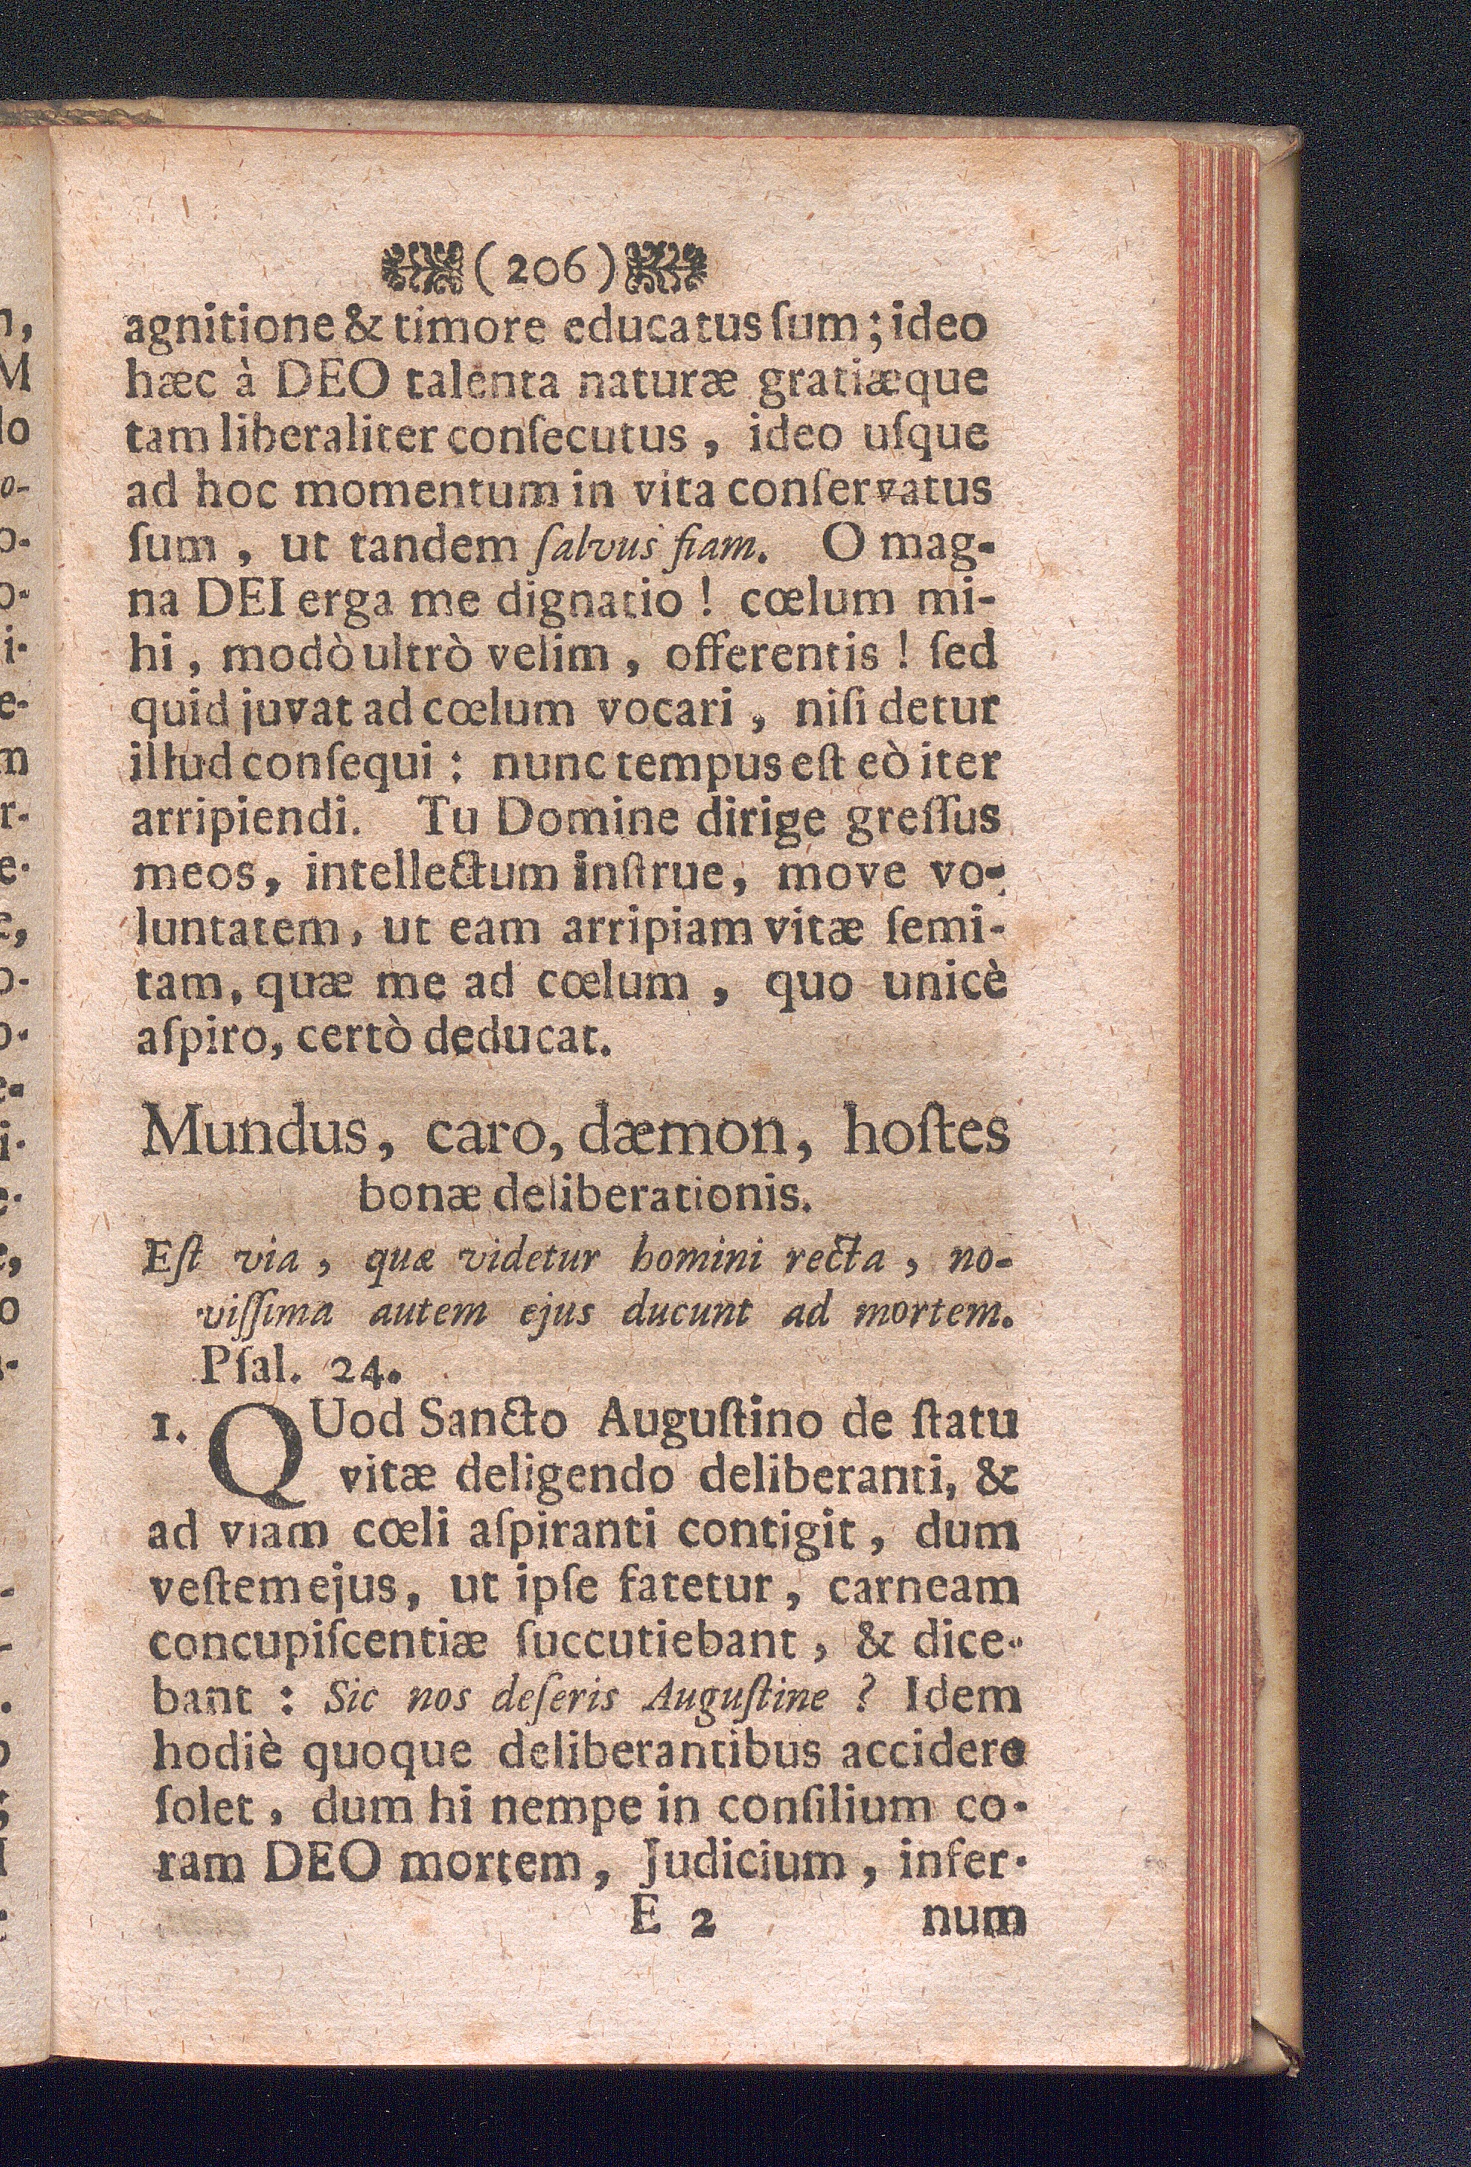 (206)
agnitione & timore educatus ſum; ideo
hæc à DEO talenta naturæ gratiæque
tam liberaliter conſecutus, ideo uſque
ad hoc momentum in vita conſervatus
ſum, ut tandem ſalvus fiam. O mag-
na DEI erga me dignatio! cœlum mi-
hi, modò ultrò velim, offerentis! ſed
quid juvat ad cœlum vocari, niſi detur
illud conſequi: nunc tempus eſt eò iter
arripiendi. Tu Domine dirige greſſus
meos, intellectum inſtrue, move vo-
luntatem, ut eam arripiam vitæ ſemi-
tam, quæ me ad cœlum, quo unicè
aſpiro, certò deducat.
Mundus, caro, dæmon, hoſtes
bonæ deliberationis.
Eſt via, quæ videtur homini recta, no-
viſſima autem ejus ducunt ad mortem.
Pſal. 24.
1. QUod Sancto Auguſtino de ſtatu
vitæ deligendo deliberanti, &
ad viam cœli aſpiranti contigit, dum
veſtem ejus, ut ipſe fatetur, carneam
concupiſcentiæ ſuccutiebant, & dice-
bant: Sic nos deſeris Auguſtine? Idem
hodiè quoque deliberantibus accidere
ſolet, dum hi nempe in conſilium co-
ram DEO mortem, Judicium, infer-
E 2 num